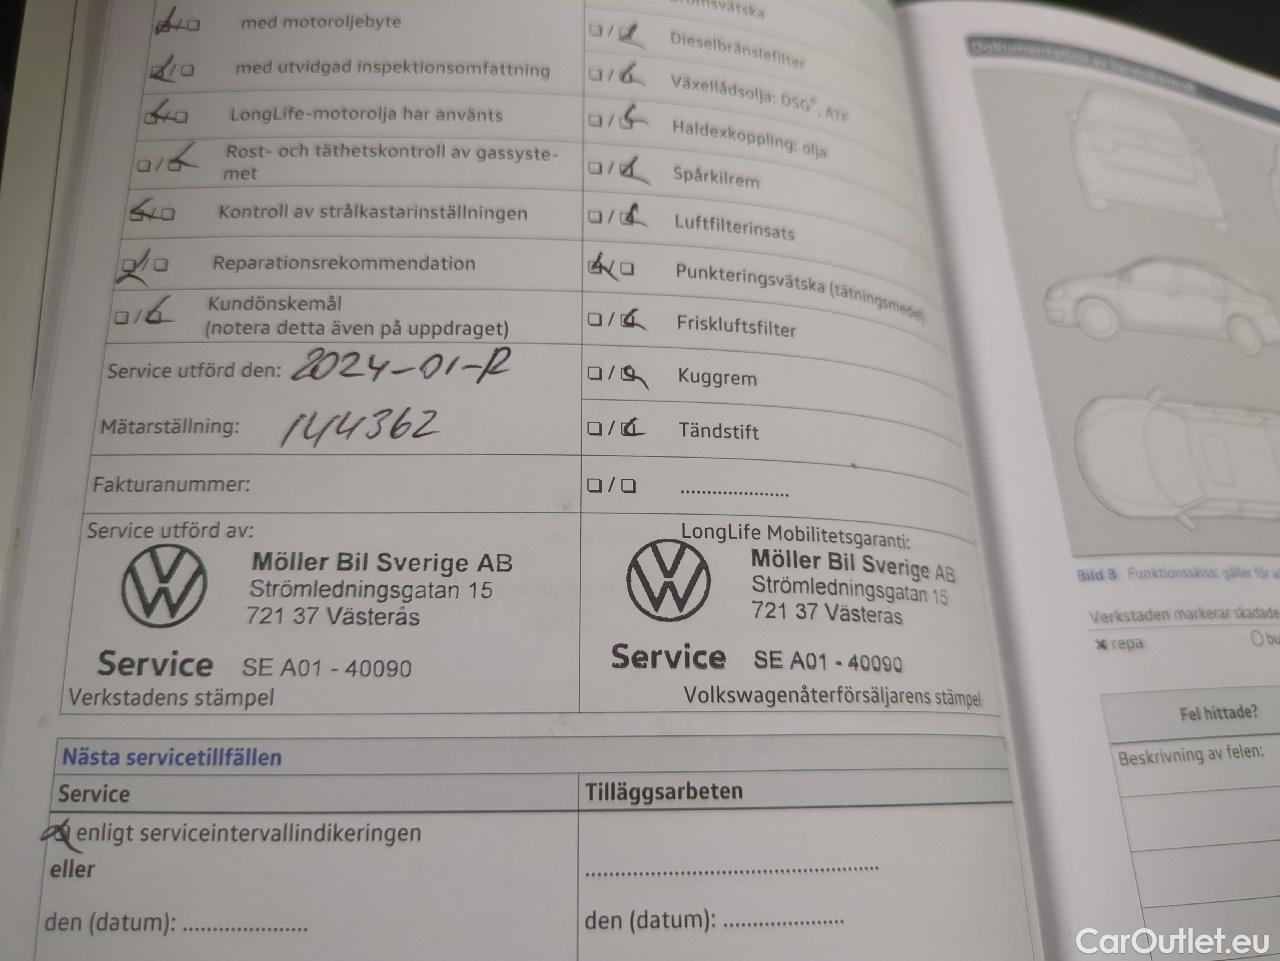 med motoroljebyte
med utvidgad inspektionsomfattning
LongLife-motorolja har använts
Rost- och täthetskontroll av gassyste-
met
Kontroll av strålkastarinställningen
Reparationsrekommendation
Kundönskemål
(notera detta även på uppdraget)
Service utförd den: 2024-01-
Mätarställning: 144362
Fakturanummer:
Dieselbränslefilter
Växellådsolja: DSG®, ATF
Haldexkoppling: olja
Spårkilrem
Luftfilterinsats
Punkteringsvätska (tätningsmedel)
Friskluftsfilter
Kuggrem
Tändstift
.....................
Service utförd av:
Möller Bil Sverige AB
Strömledningsgatan 15
721 37 Västerås
Service SE A01 - 40090
Verkstadens stämpel
LongLife Mobilitetsgaranti:
Möller Bil Sverige AB
Strömledningsgatan 15
721 37 Västerås
Service SE A01 - 40090
Volkswagenåterförsäljarens stämpel
Nästa servicetillfällen
Service
enligt serviceintervallindikeringen
eller
den (datum): .....................
Tilläggsarbeten
.....................................................
den (datum): .....................
Bild 8 Funktionsskiss: gäller för
Verkstaden markerar skadade
repa
Fel hittade?
Beskrivning av felen:
CarOutlet.eu